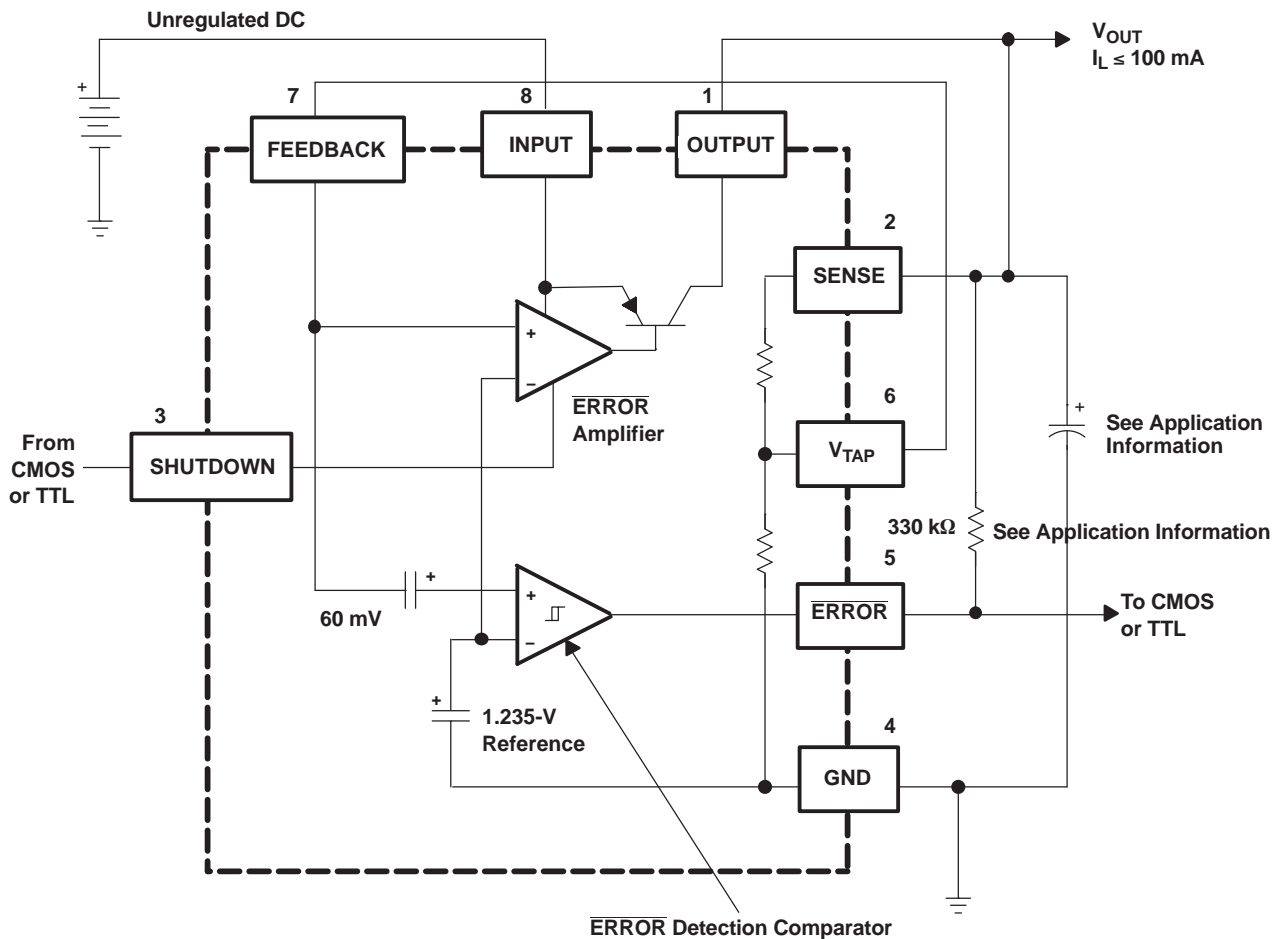 Unregulated DC
+
7
8
1
V_OUT
I_L ≤ 100 mA
FEEDBACK
INPUT
OUTPUT
2
SENSE
+
−
ERROR
Amplifier
6
V_TAP
+
See Application
Information
3
From
CMOS
or TTL
SHUTDOWN
330 kΩ
See Application Information
5
ERROR
To CMOS
or TTL
60 mV
+
+
−
+
1.235-V
Reference
4
GND
ERROR Detection Comparator